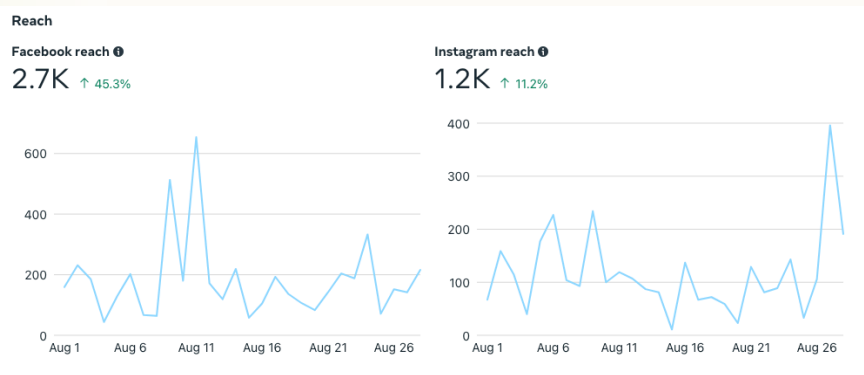 Reach
Facebook reach
2.7K ↑ 45.3%
600
400
200
0
Aug 1 Aug 6 Aug 11 Aug 16 Aug 21 Aug 26
Instagram reach
1.2K ↑ 11.2%
400
300
200
100
0
Aug 1 Aug 6 Aug 11 Aug 16 Aug 21 Aug 26